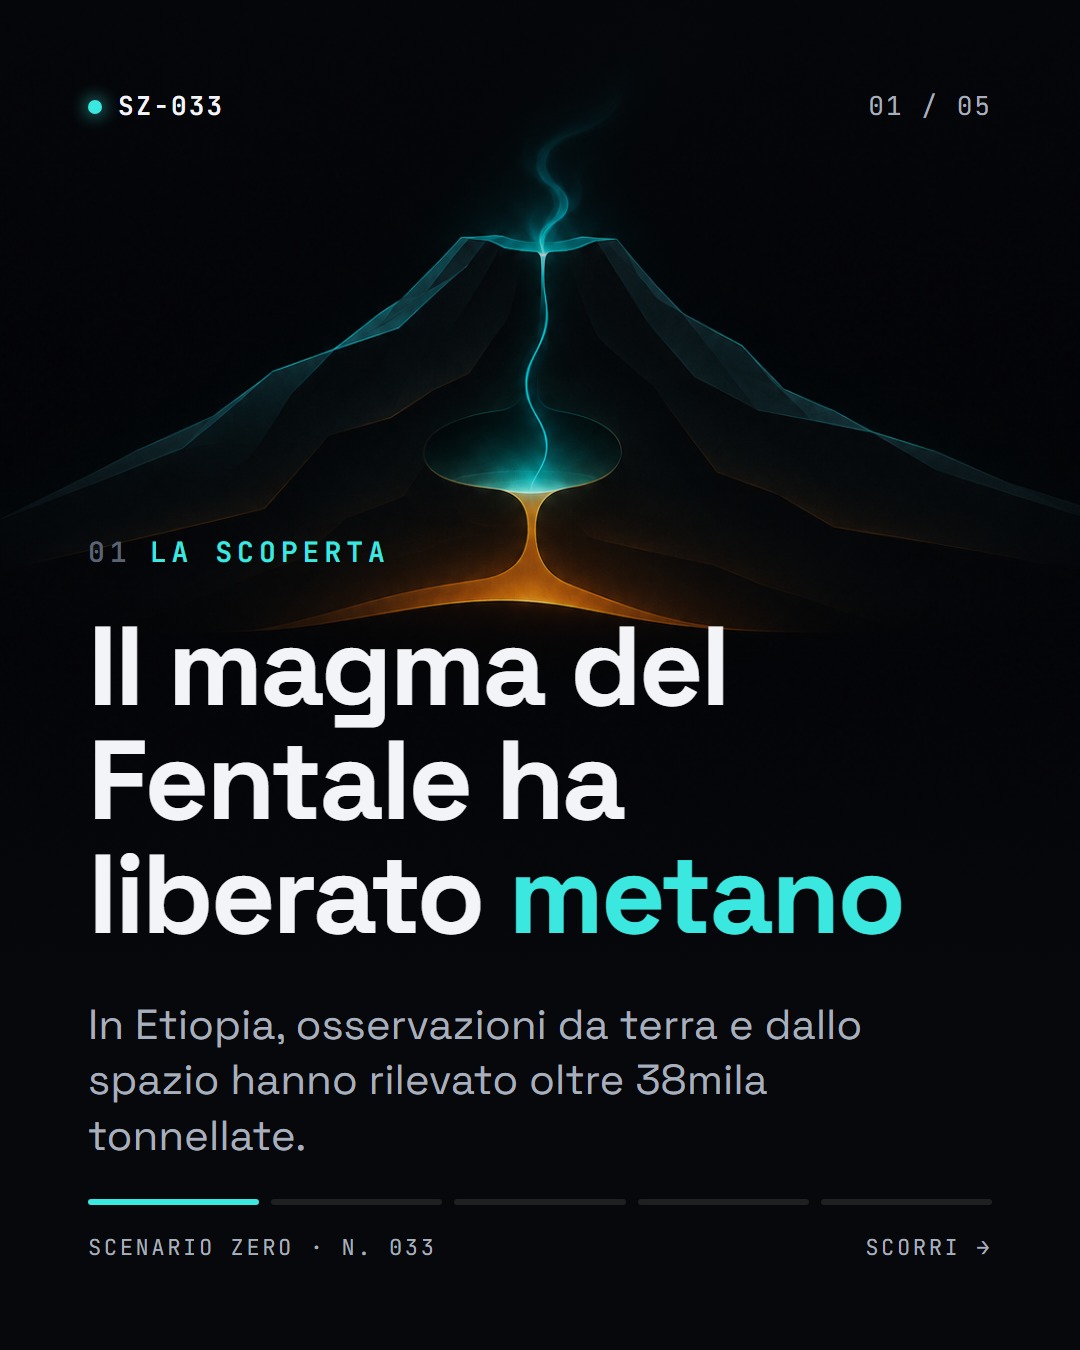 SZ-033
01 / 05
01 LA SCOPERTA
Il magma del
Fentale ha
liberato metano
In Etiopia, osservazioni da terra e dallo
spazio hanno rilevato oltre 38mila
tonnellate.
SCENARIO ZERO · N. 033
SCORRI →